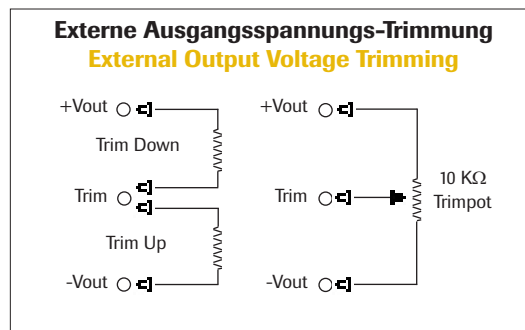 Externe Ausgangsspannungs-Trimmung
External Output Voltage Trimming
+Vout
Trim Down
Trim
Trim Up
-Vout
+Vout
Trim
10 KΩ
Trimpot
-Vout